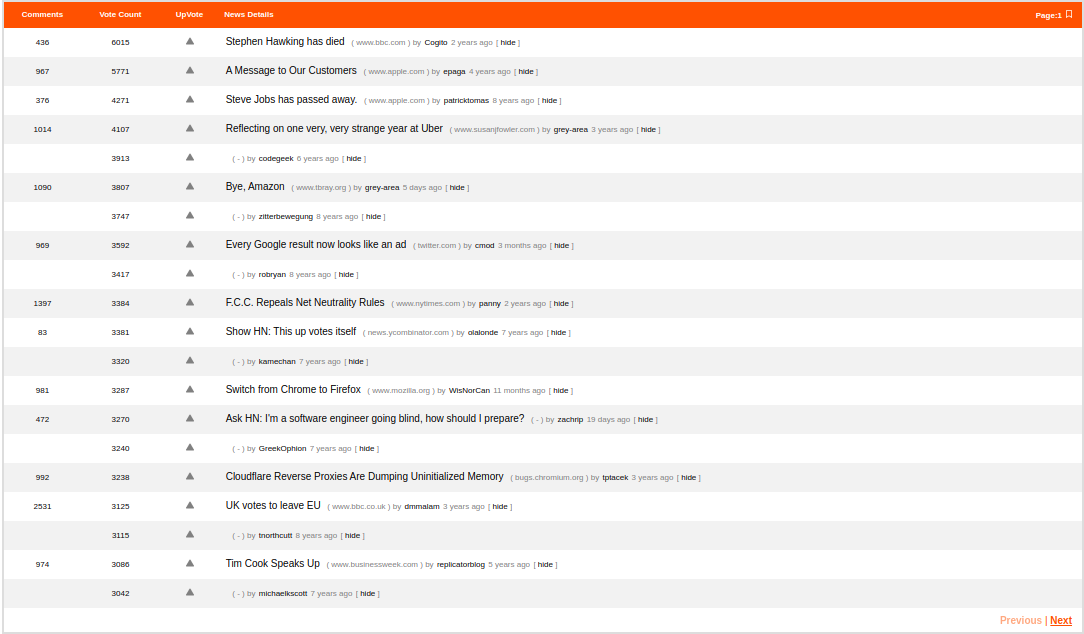 Comments Vote Count UpVote News Details Page:1
436 6015 ▲ Stephen Hawking has died ( www.bbc.com ) by Cogito 2 years ago [ hide ]
967 5771 ▲ A Message to Our Customers ( www.apple.com ) by epaga 4 years ago [ hide ]
376 4271 ▲ Steve Jobs has passed away. ( www.apple.com ) by patricktomas 8 years ago [ hide ]
1014 4107 ▲ Reflecting on one very, very strange year at Uber ( www.susanjfowler.com ) by grey-area 3 years ago [ hide ]
3913 ▲ ( - ) by codegeek 6 years ago [ hide ]
1090 3807 ▲ Bye, Amazon ( www.tbray.org ) by grey-area 5 days ago [ hide ]
3747 ▲ ( - ) by zitterbewegung 8 years ago [ hide ]
969 3592 ▲ Every Google result now looks like an ad ( twitter.com ) by cmod 3 months ago [ hide ]
3417 ▲ ( - ) by robryan 8 years ago [ hide ]
1397 3384 ▲ F.C.C. Repeals Net Neutrality Rules ( www.nytimes.com ) by panny 2 years ago [ hide ]
83 3381 ▲ Show HN: This up votes itself ( news.ycombinator.com ) by olalonde 7 years ago [ hide ]
3320 ▲ ( - ) by kamechan 7 years ago [ hide ]
981 3287 ▲ Switch from Chrome to Firefox ( www.mozilla.org ) by WisNorCan 11 months ago [ hide ]
472 3270 ▲ Ask HN: I'm a software engineer going blind, how should I prepare? ( - ) by zachrip 19 days ago [ hide ]
3240 ▲ ( - ) by GreekOphion 7 years ago [ hide ]
992 3238 ▲ Cloudflare Reverse Proxies Are Dumping Uninitialized Memory ( bugs.chromium.org ) by tptacek 3 years ago [ hide ]
2531 3125 ▲ UK votes to leave EU ( www.bbc.co.uk ) by dmmalam 3 years ago [ hide ]
3115 ▲ ( - ) by tnorthcutt 8 years ago [ hide ]
974 3086 ▲ Tim Cook Speaks Up ( www.businessweek.com ) by replicatorblog 5 years ago [ hide ]
3042 ▲ ( - ) by michaelkscott 7 years ago [ hide ]
Previous | Next